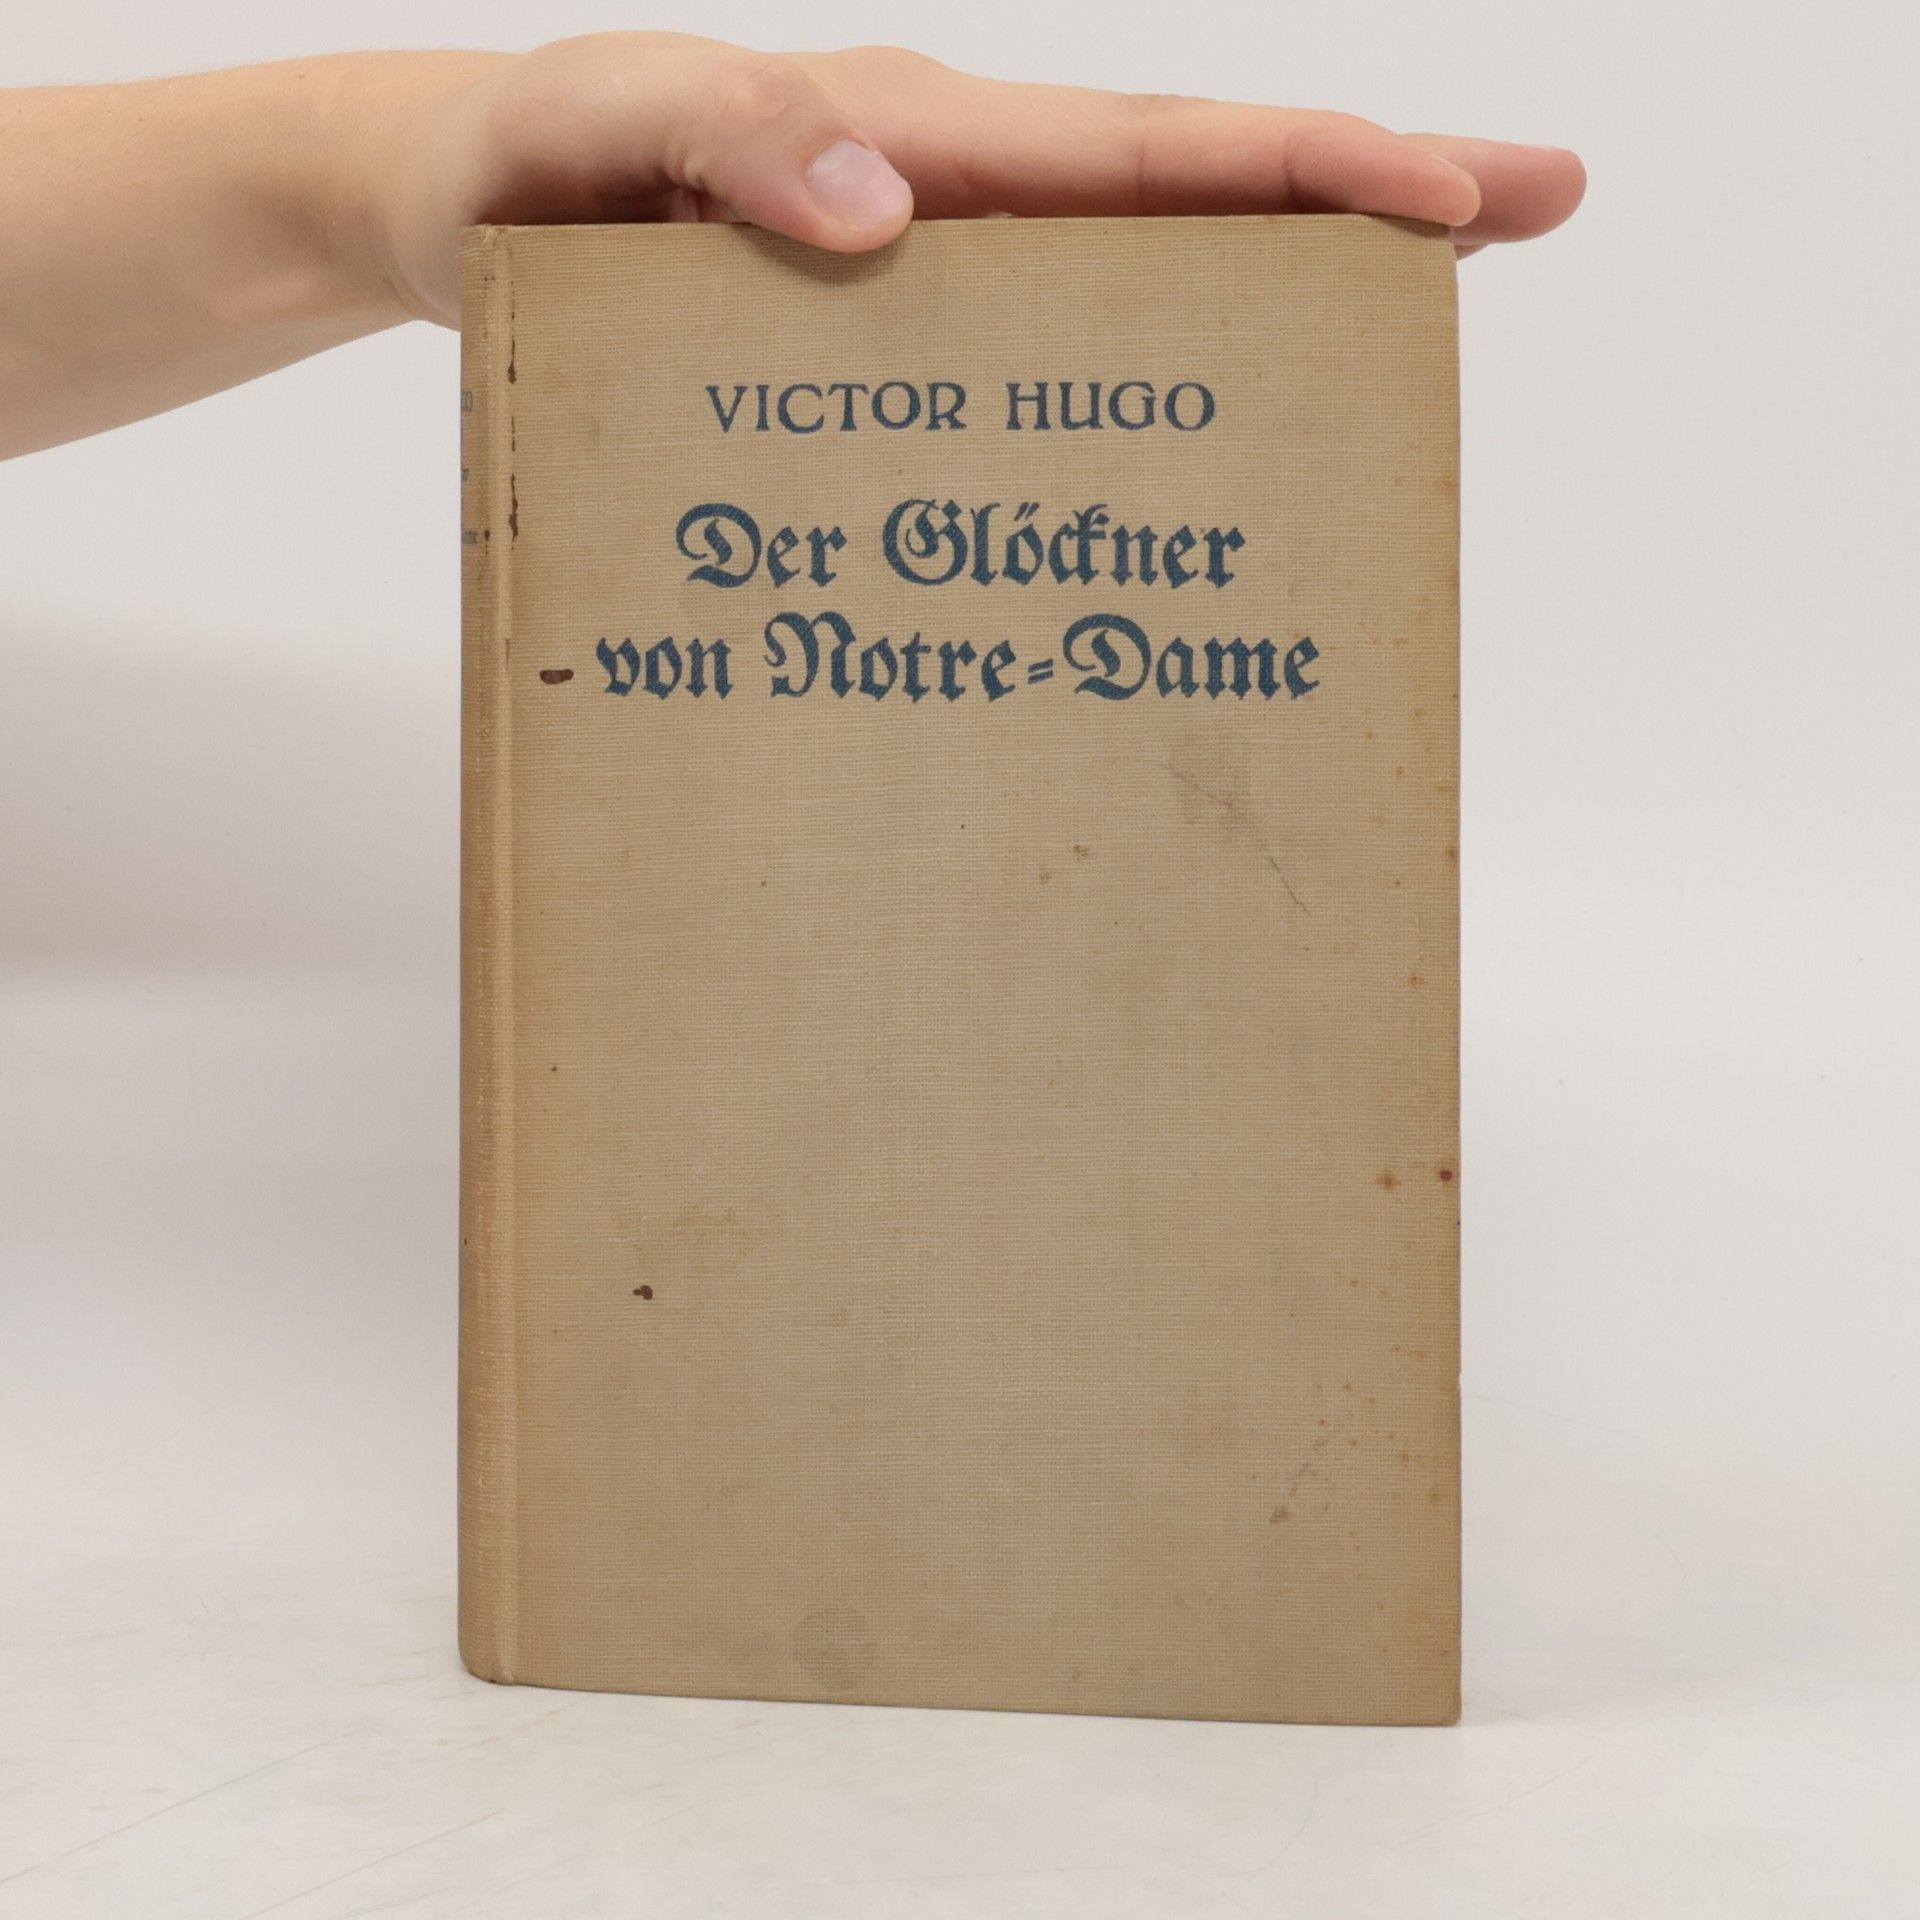 VICTOR HUGO
Der Glöckner
von Notre=Dame